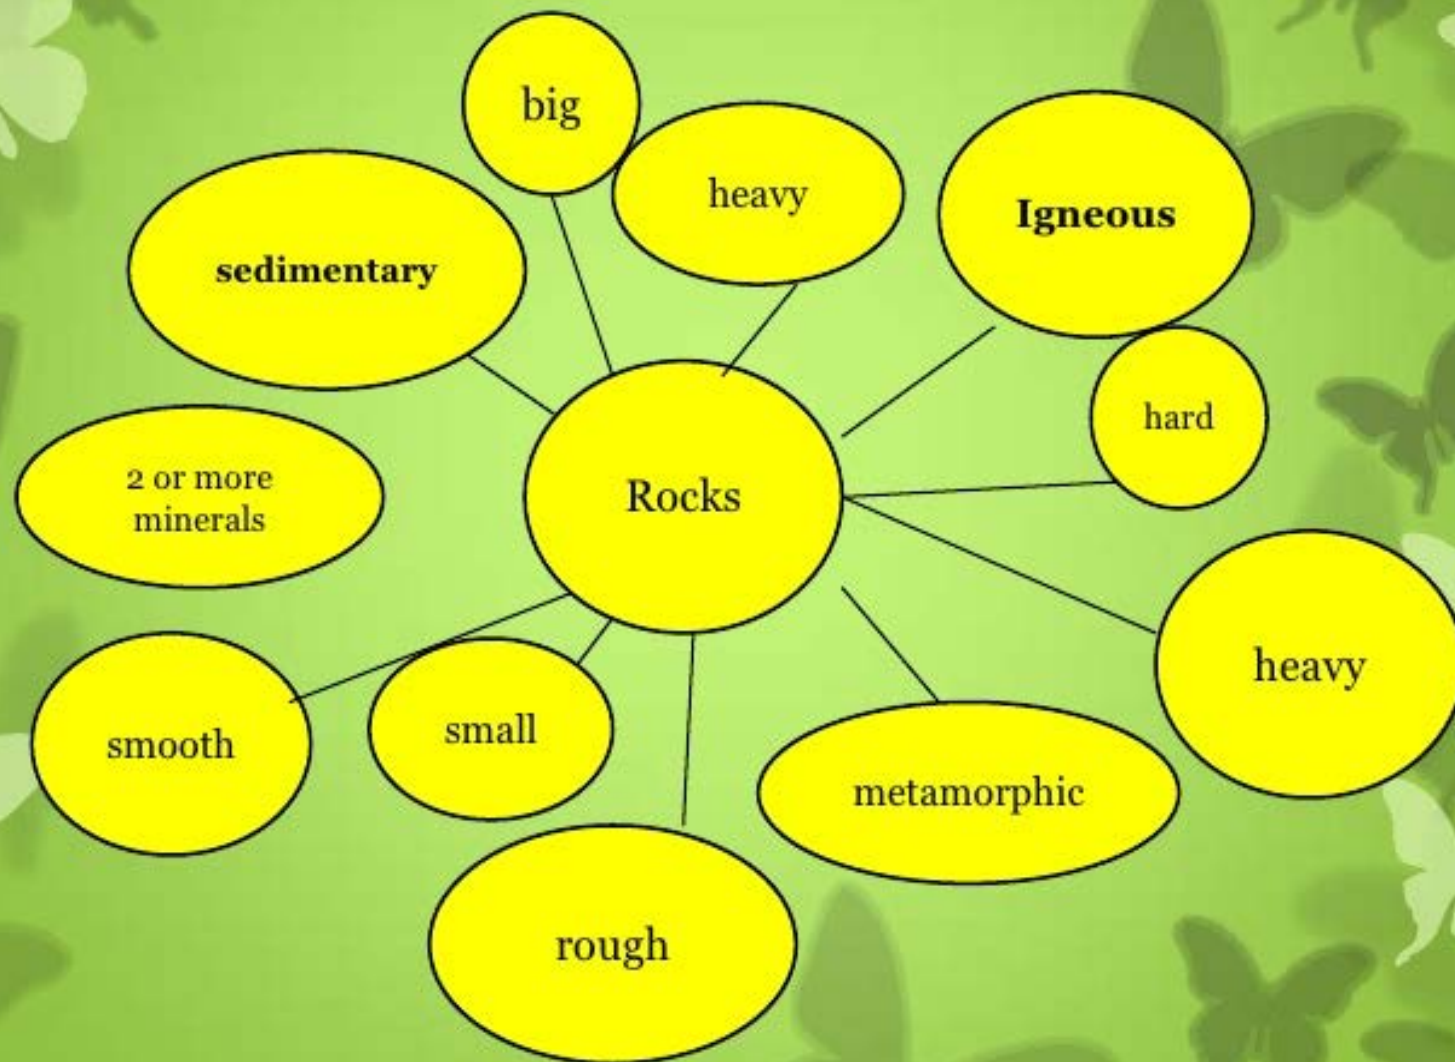 big
heavy
Igneous
sedimentary
hard
2 or more
minerals
Rocks
heavy
smooth
small
metamorphic
rough